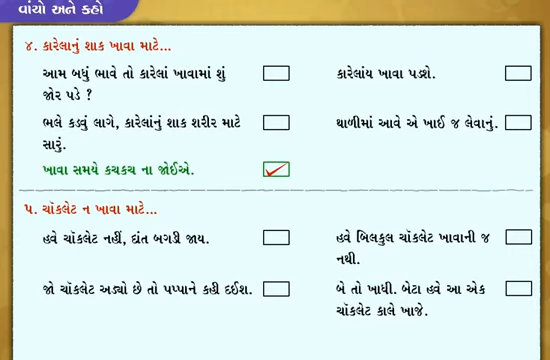 વાંચો અને કહો
૪. કારેલાનું શાક ખાવા માટે...
આમ બધું ભાવે તો કારેલાં ખાવામાં શું
જોર પડે ?
કારેલાંય ખાવા પડશે.
ભલે કડવું લાગે, કારેલાંનું શાક શરીર માટે
સારું.
થાળીમાં આવે એ ખાઈ જ લેવાનું.
ખાવા સમયે કચકચ ના જોઈએ.
૫. ચૉકલેટ ન ખાવા માટે...
હવે ચૉકલેટ નહીં, દાંત બગડી જાય.
હવે બિલકુલ ચૉકલેટ ખાવાની જ
નથી.
જો ચૉકલેટ અડ્યો છે તો પપ્પાને કહી દઈશ.
બે તો ખાધી. બેટા હવે આ એક
ચૉકલેટ કાલે ખાજે.